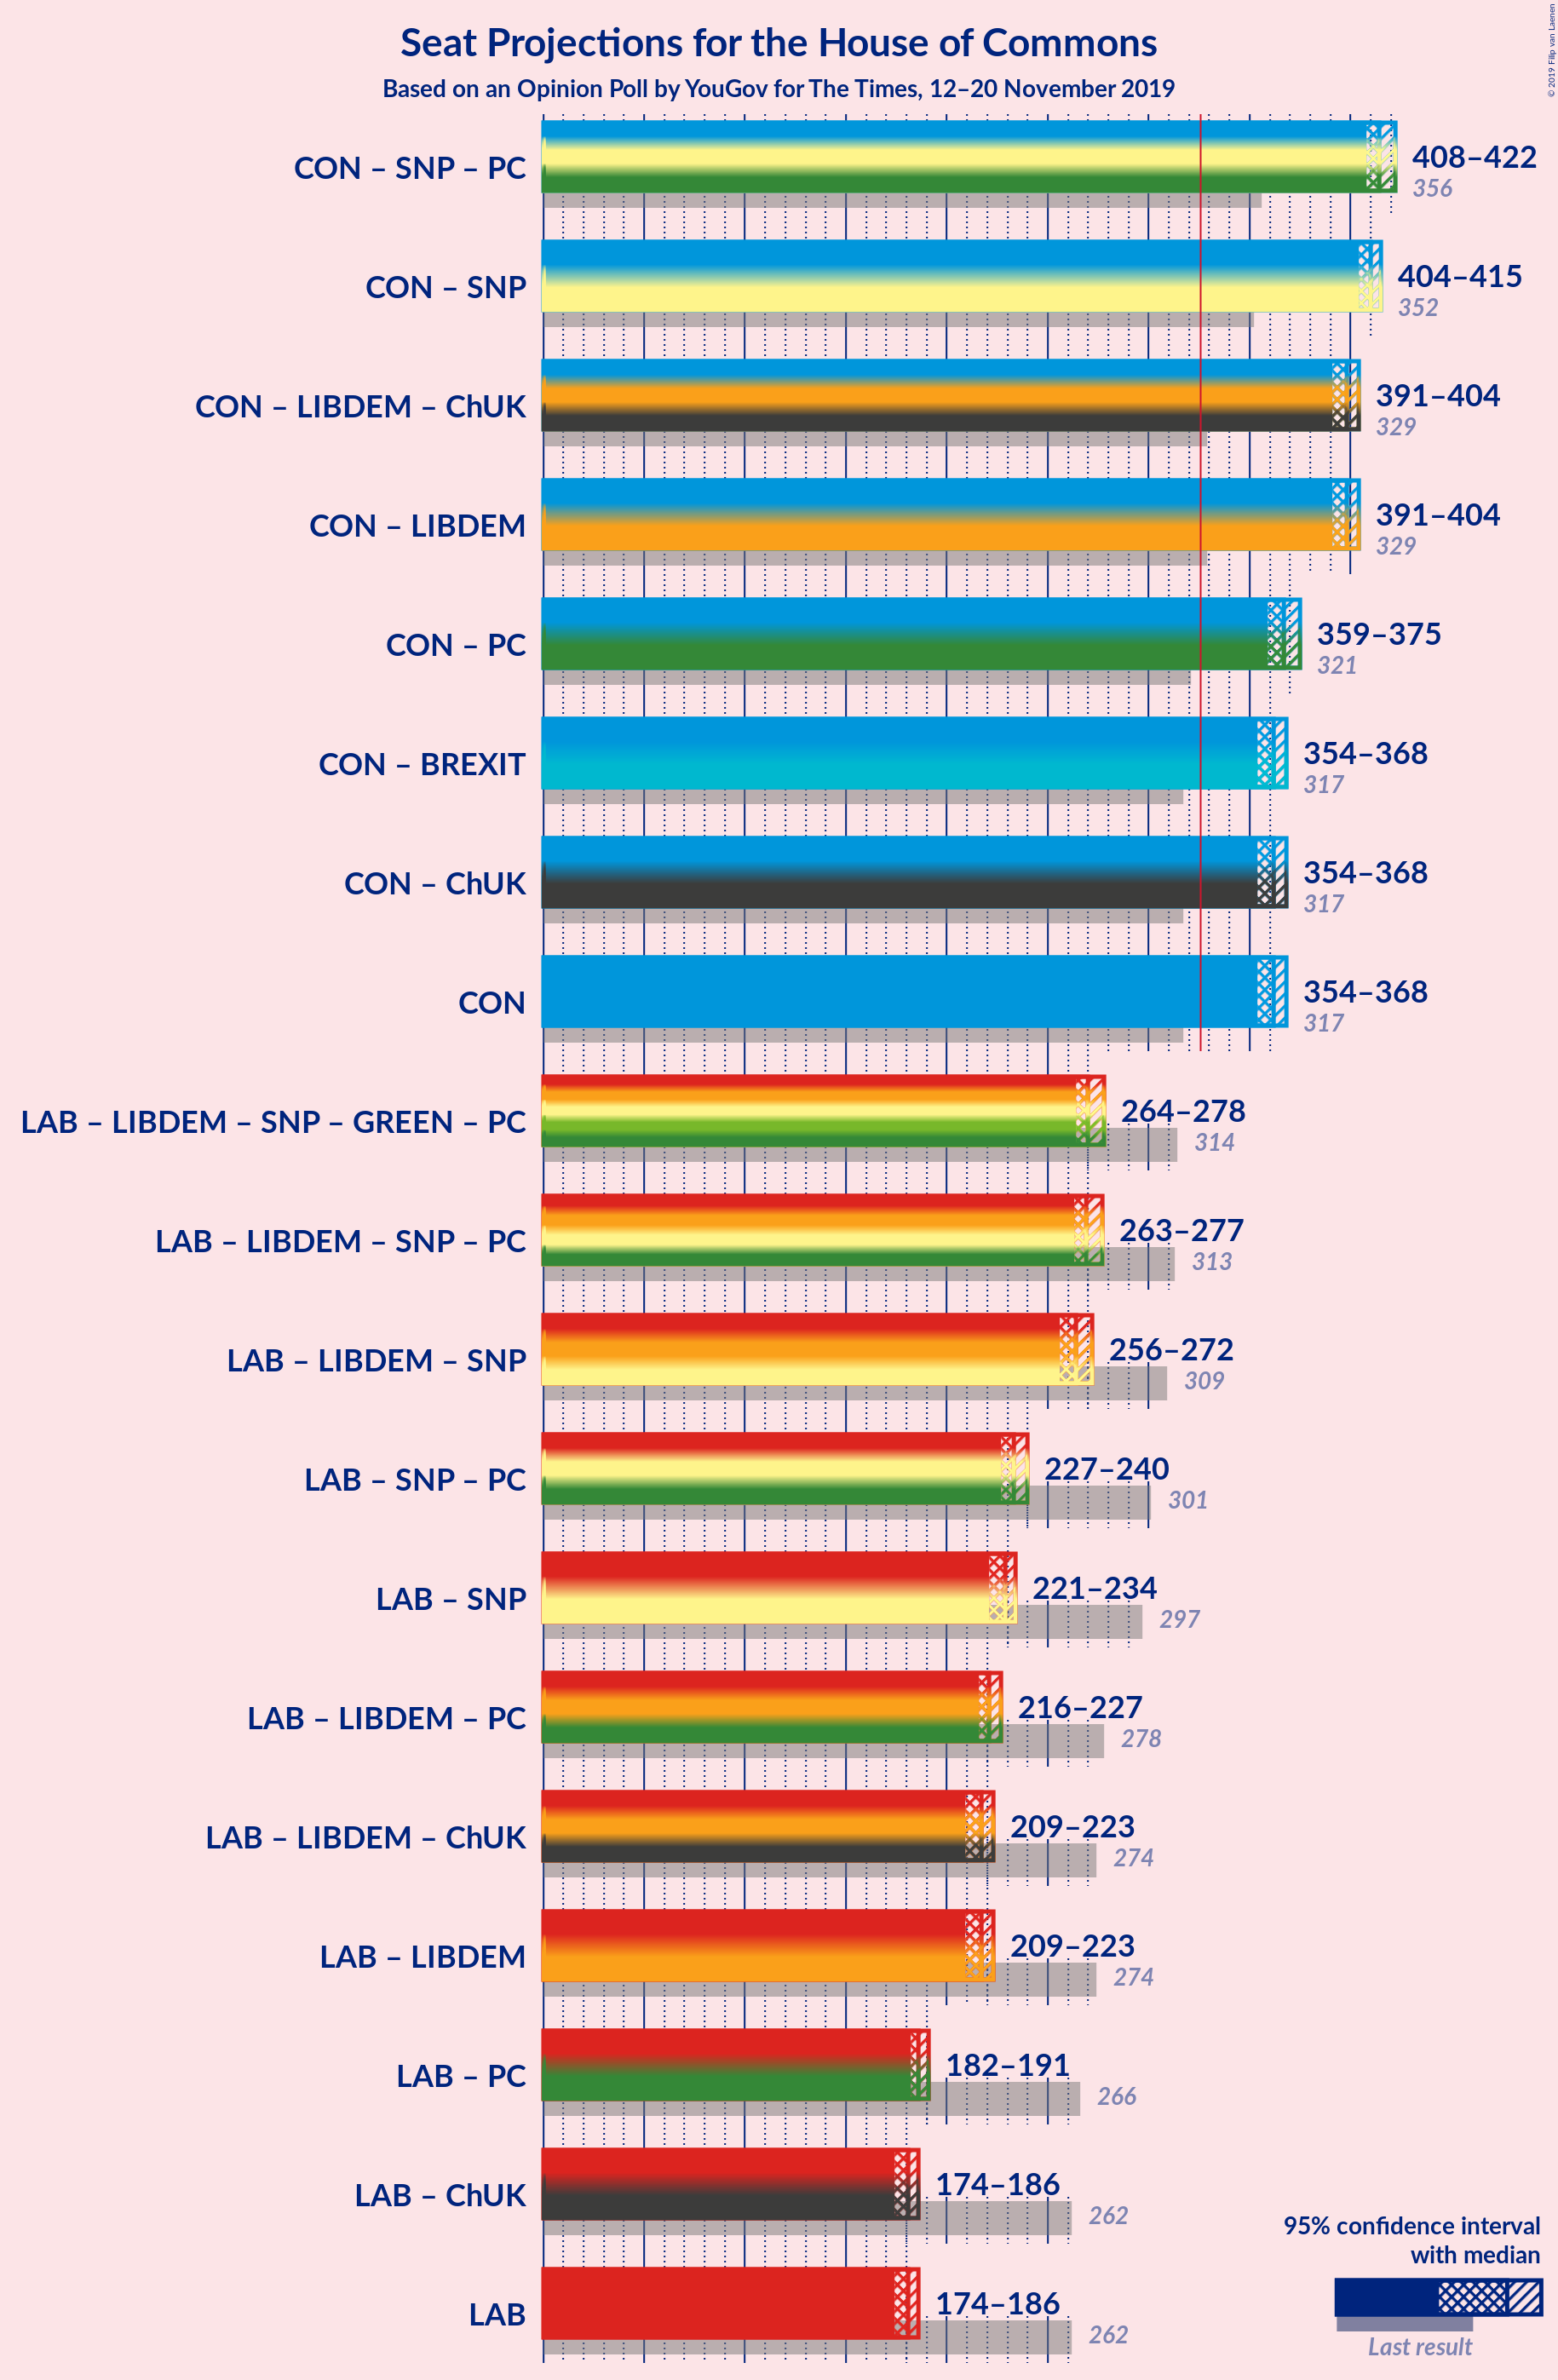 Seat Projections for the House of Commons
Based on an Opinion Poll by YouGov for The Times, 12–20 November 2019
© 2019 Filip van Laenen
CON – SNP – PC
408–422
356
CON – SNP
404–415
352
CON – LIBDEM – ChUK
391–404
329
CON – LIBDEM
391–404
329
CON – PC
359–375
321
CON – BREXIT
354–368
317
CON – ChUK
354–368
317
CON
354–368
317
LAB – LIBDEM – SNP – GREEN – PC
264–278
314
LAB – LIBDEM – SNP – PC
263–277
313
LAB – LIBDEM – SNP
256–272
309
LAB – SNP – PC
227–240
301
LAB – SNP
221–234
297
LAB – LIBDEM – PC
216–227
278
LAB – LIBDEM – ChUK
209–223
274
LAB – LIBDEM
209–223
274
LAB – PC
182–191
266
LAB – ChUK
174–186
262
LAB
174–186
262
95% confidence interval
with median
Last result